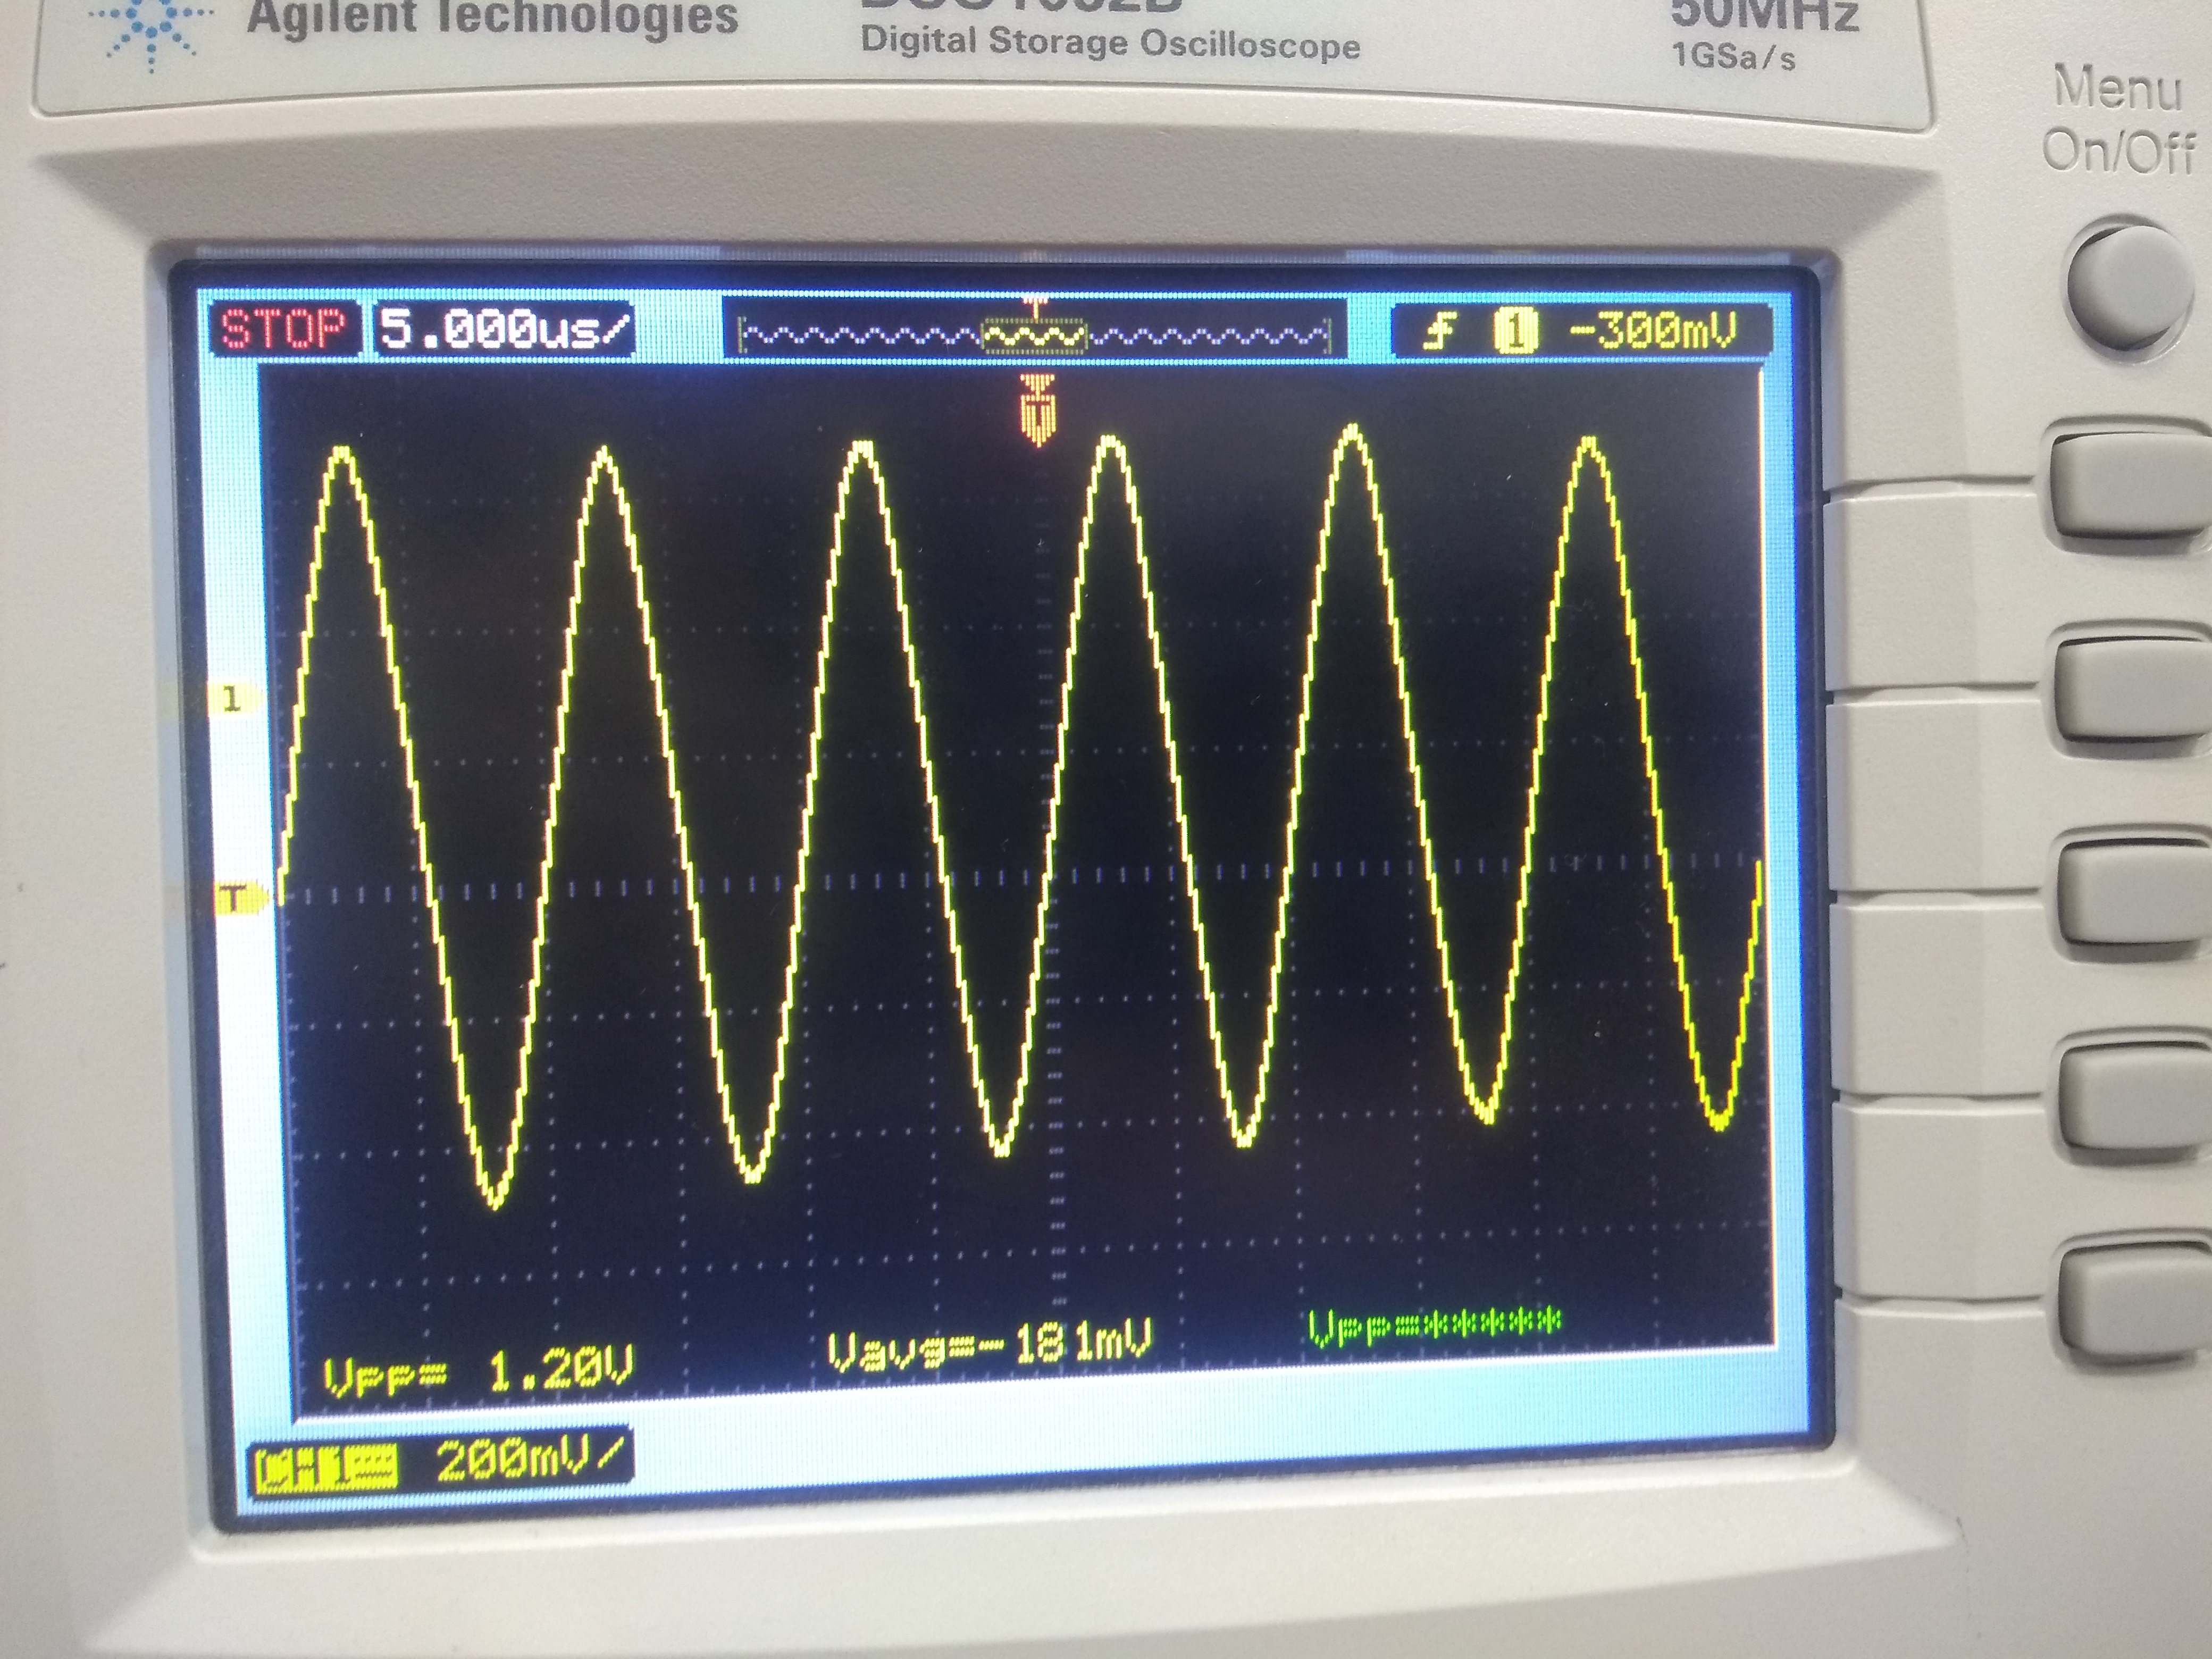 Agilent Technologies
Digital Storage Oscilloscope
50MHz
1GSa/s
Menu
On/Off
STOP 5.000us/ 1 -300mV
T
1
T
Vpp= 1.20V Vavg=-181mV Vpp=*****
200mV/